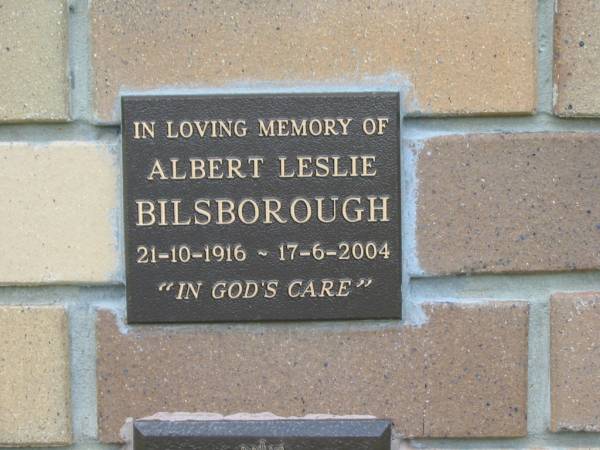 IN LOVING MEMORY OF
ALBERT LESLIE
BILSBOROUGH
21-10-1916 ~ 17-6-2004
"IN GOD'S CARE"